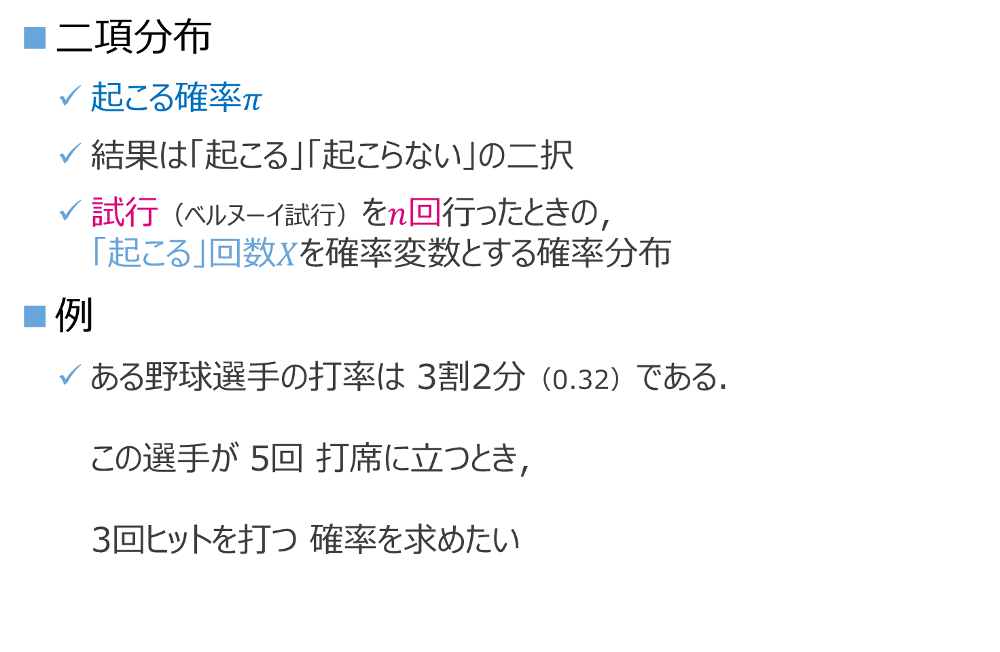 二項分布
起こる確率π
結果は「起こる」「起こらない」の二択
試行（ベルヌーイ試行）をn回行ったときの,
「起こる」回数Xを確率変数とする確率分布
例
ある野球選手の打率は 3割2分（0.32）である.
この選手が 5回 打席に立つとき,
3回ヒットを打つ 確率を求めたい